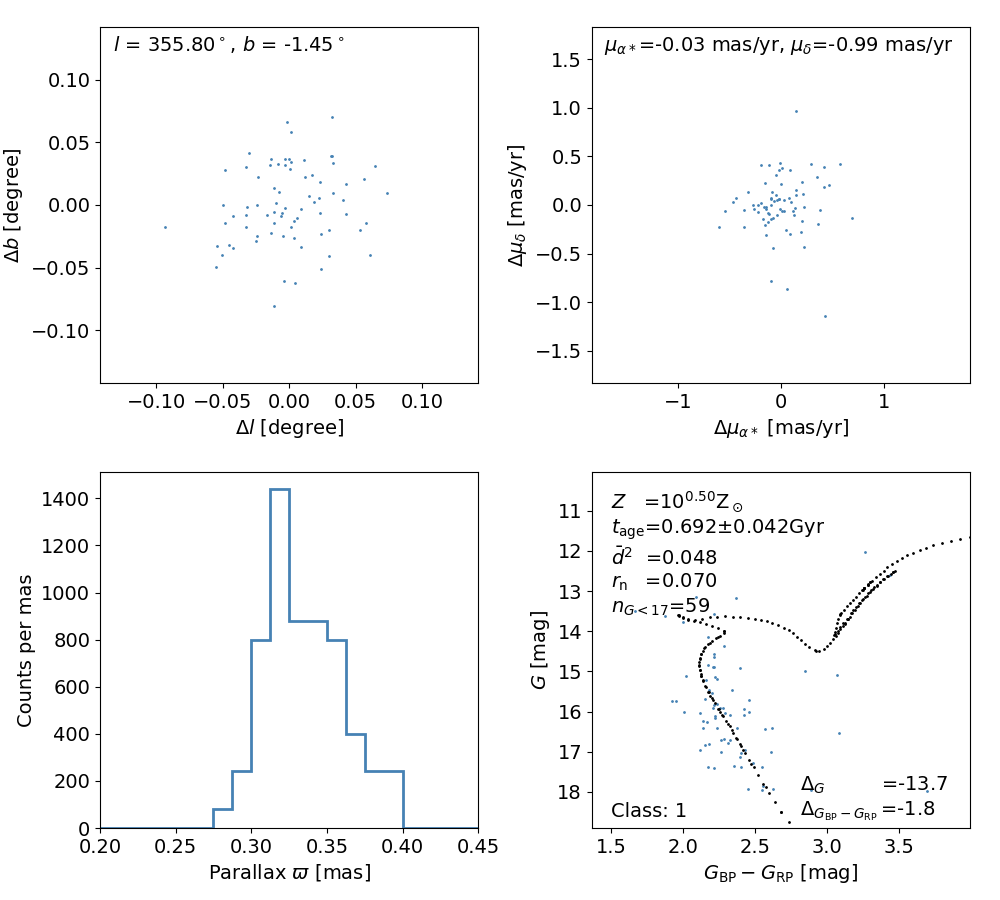 l = 355.80°, b = -1.45°
0.10
0.05
0.00
−0.05
−0.10
Δb [degree]
−0.10 −0.05 0.00 0.05 0.10
Δl [degree]
μα*=-0.03 mas/yr, μδ=-0.99 mas/yr
1.5
1.0
0.5
0.0
−0.5
−1.0
−1.5
Δμδ [mas/yr]
−1 0 1
Δμα* [mas/yr]
1400
1200
1000
800
600
400
200
0
Counts per mas
0.20 0.25 0.30 0.35 0.40 0.45
Parallax ϖ [mas]
Z =10^0.50 Z⊙
tage=0.692±0.042Gyr
d̄² =0.048
rn =0.070
nG<17=59
11
12
13
14
15
16
17
18
G [mag]
ΔG =-13.7
ΔGBP−GRP =-1.8
Class: 1
1.5 2.0 2.5 3.0 3.5
GBP − GRP [mag]